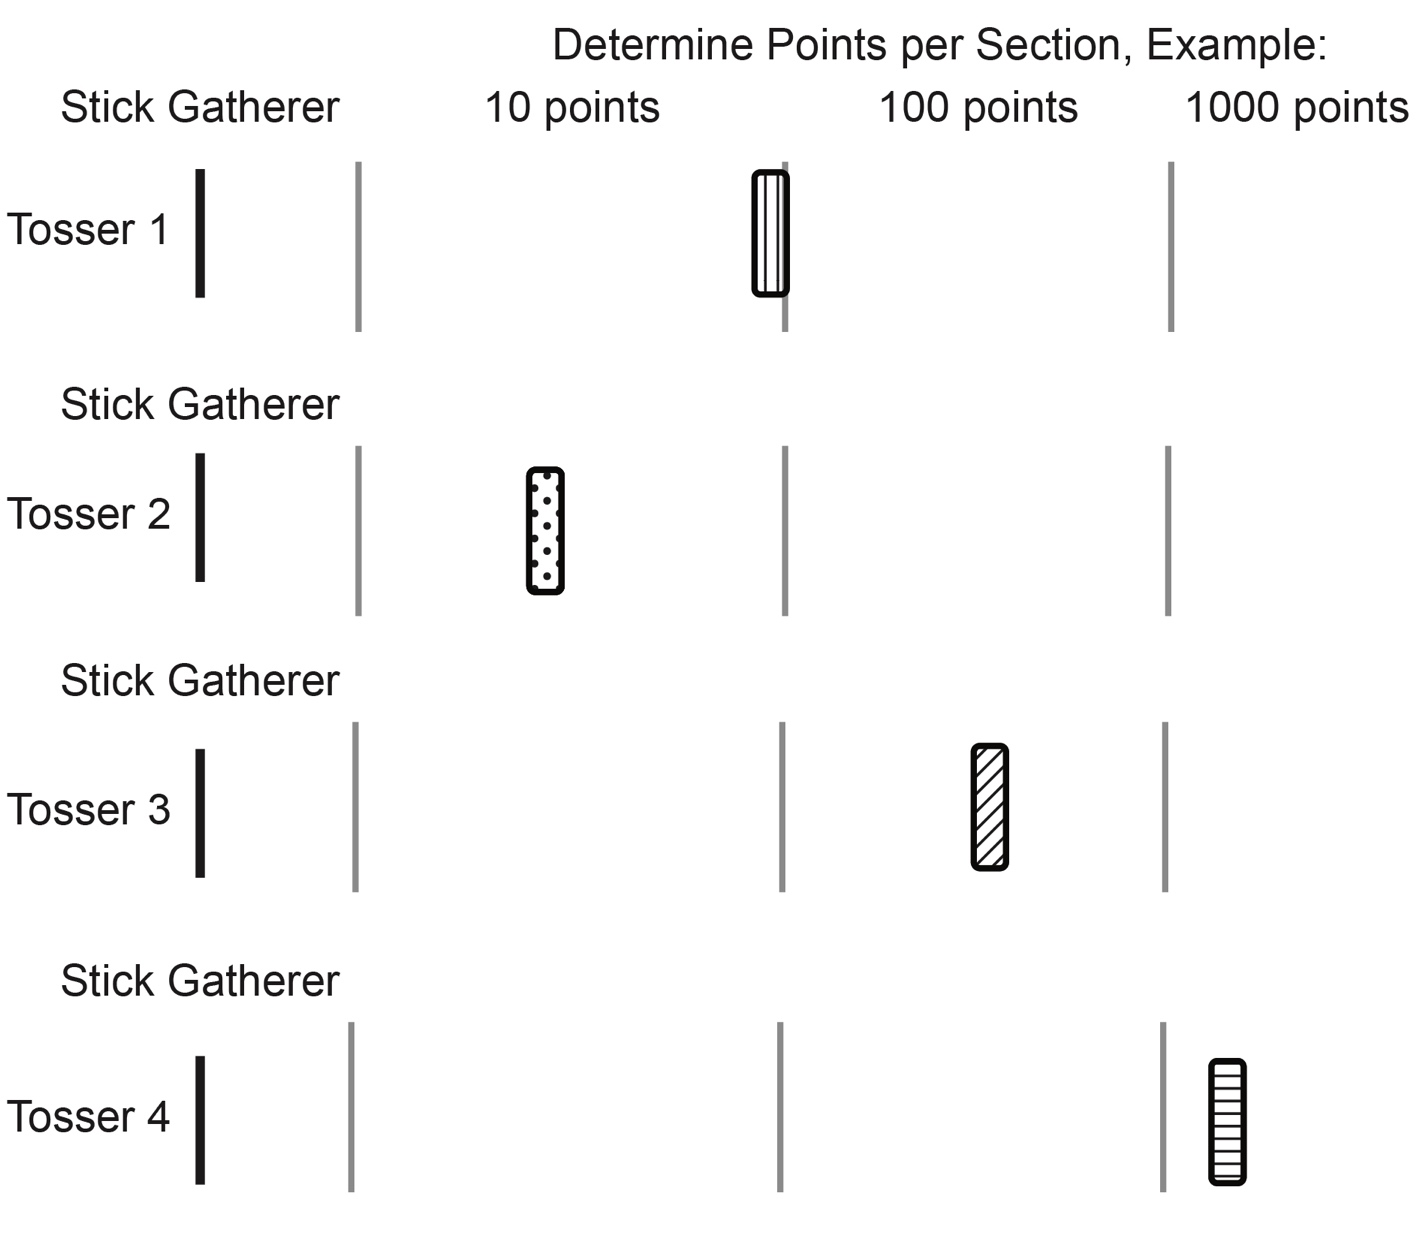 Determine Points per Section, Example:
Stick Gatherer 10 points 100 points 1000 points
Tosser 1
Stick Gatherer
Tosser 2
Stick Gatherer
Tosser 3
Stick Gatherer
Tosser 4